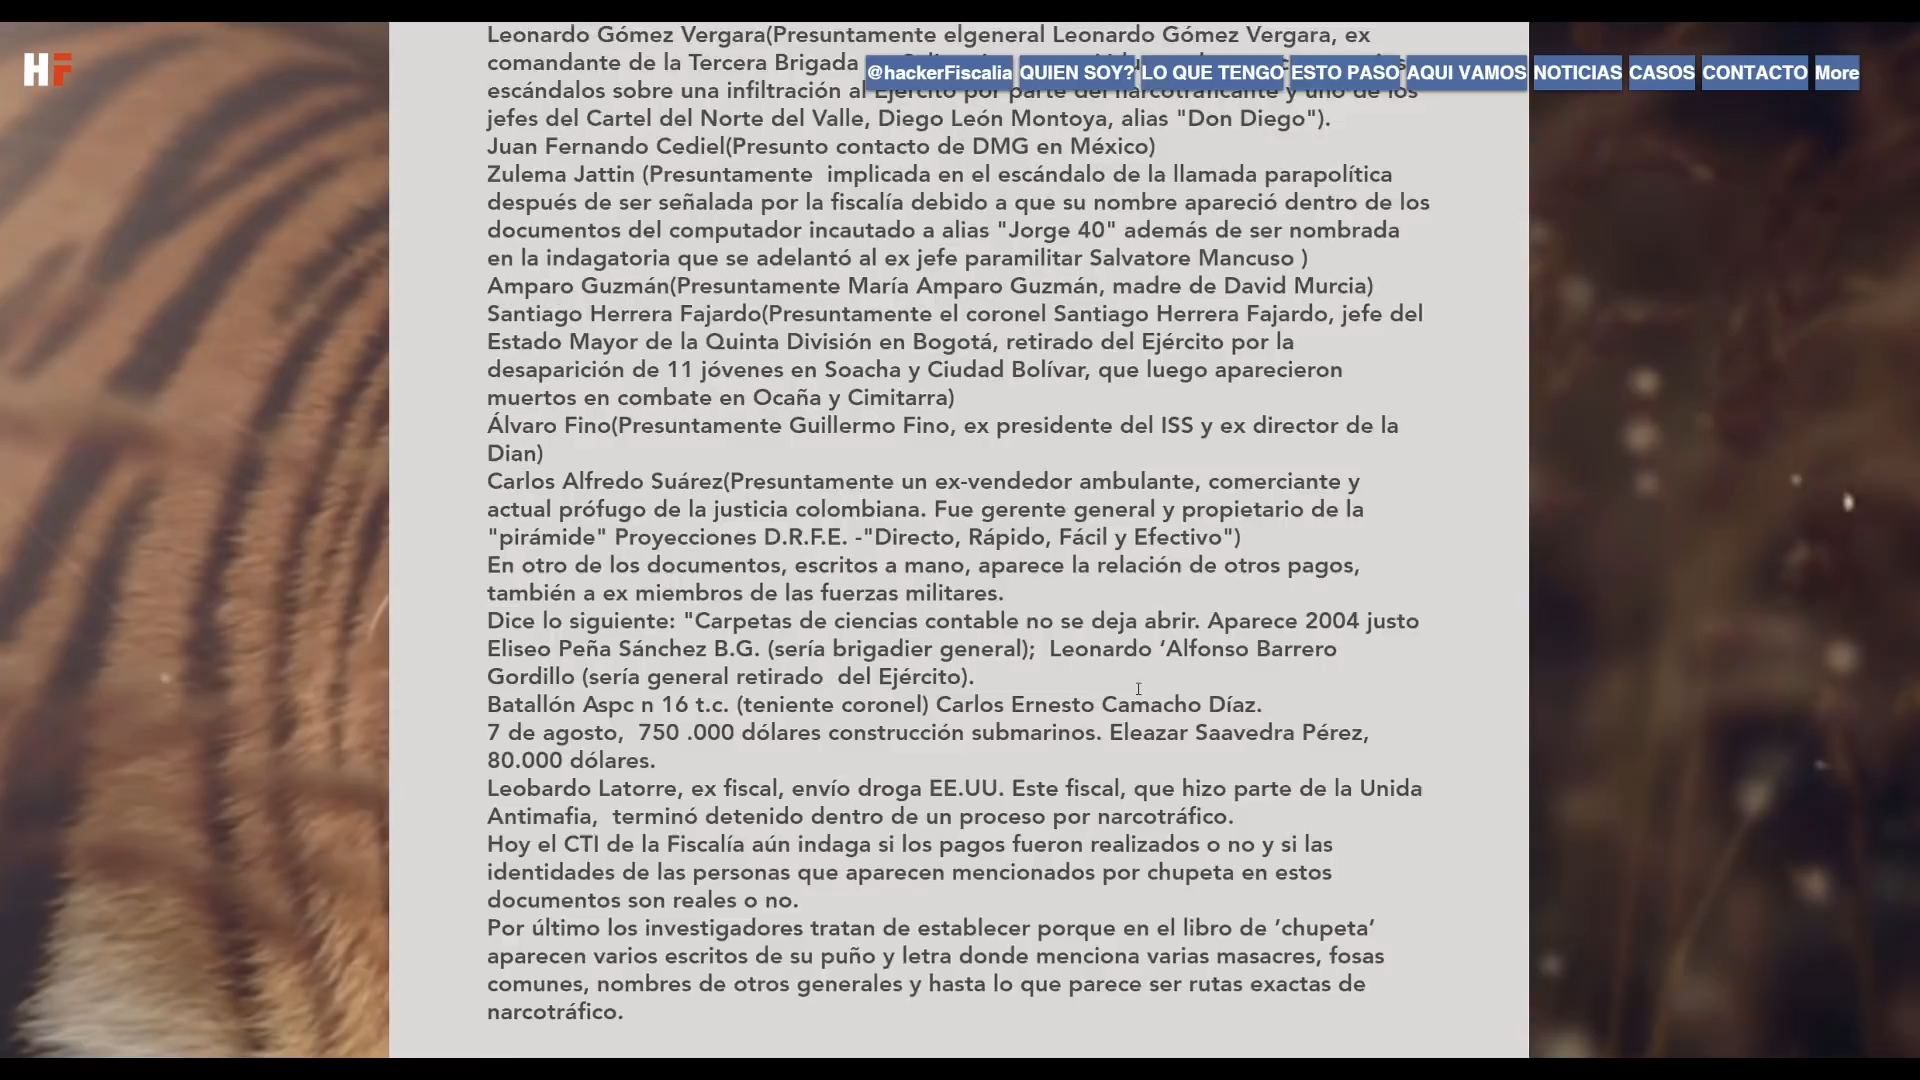 HF
@hackerFiscalia QUIEN SOY? LO QUE TENGO ESTO PASO AQUI VAMOS NOTICIAS CASOS CONTACTO More
Leonardo Gómez Vergara(Presuntamente elgeneral Leonardo Gómez Vergara, ex
comandante de la Tercera Brigada
escándalos sobre una infiltración al Ejército por parte del narcotraficante y uno de los
jefes del Cartel del Norte del Valle, Diego León Montoya, alias "Don Diego").
Juan Fernando Cediel(Presunto contacto de DMG en México)
Zulema Jattin (Presuntamente  implicada en el escándalo de la llamada parapolítica
después de ser señalada por la fiscalía debido a que su nombre apareció dentro de los
documentos del computador incautado a alias "Jorge 40" además de ser nombrada
en la indagatoria que se adelantó al ex jefe paramilitar Salvatore Mancuso )
Amparo Guzmán(Presuntamente María Amparo Guzmán, madre de David Murcia)
Santiago Herrera Fajardo(Presuntamente el coronel Santiago Herrera Fajardo, jefe del
Estado Mayor de la Quinta División en Bogotá, retirado del Ejército por la
desaparición de 11 jóvenes en Soacha y Ciudad Bolívar, que luego aparecieron
muertos en combate en Ocaña y Cimitarra)
Álvaro Fino(Presuntamente Guillermo Fino, ex presidente del ISS y ex director de la
Dian)
Carlos Alfredo Suárez(Presuntamente un ex-vendedor ambulante, comerciante y
actual prófugo de la justicia colombiana. Fue gerente general y propietario de la
"pirámide" Proyecciones D.R.F.E. -"Directo, Rápido, Fácil y Efectivo")
En otro de los documentos, escritos a mano, aparece la relación de otros pagos,
también a ex miembros de las fuerzas militares.
Dice lo siguiente: "Carpetas de ciencias contable no se deja abrir. Aparece 2004 justo
Eliseo Peña Sánchez B.G. (sería brigadier general);  Leonardo ‘Alfonso Barrero
Gordillo (sería general retirado  del Ejército).
Batallón Aspc n 16 t.c. (teniente coronel) Carlos Ernesto Camacho Díaz.
7 de agosto,  750 .000 dólares construcción submarinos. Eleazar Saavedra Pérez,
80.000 dólares.
Leobardo Latorre, ex fiscal, envío droga EE.UU. Este fiscal, que hizo parte de la Unida
Antimafia,  terminó detenido dentro de un proceso por narcotráfico.
Hoy el CTI de la Fiscalía aún indaga si los pagos fueron realizados o no y si las
identidades de las personas que aparecen mencionados por chupeta en estos
documentos son reales o no.
Por último los investigadores tratan de establecer porque en el libro de ‘chupeta’
aparecen varios escritos de su puño y letra donde menciona varias masacres, fosas
comunes, nombres de otros generales y hasta lo que parece ser rutas exactas de
narcotráfico.